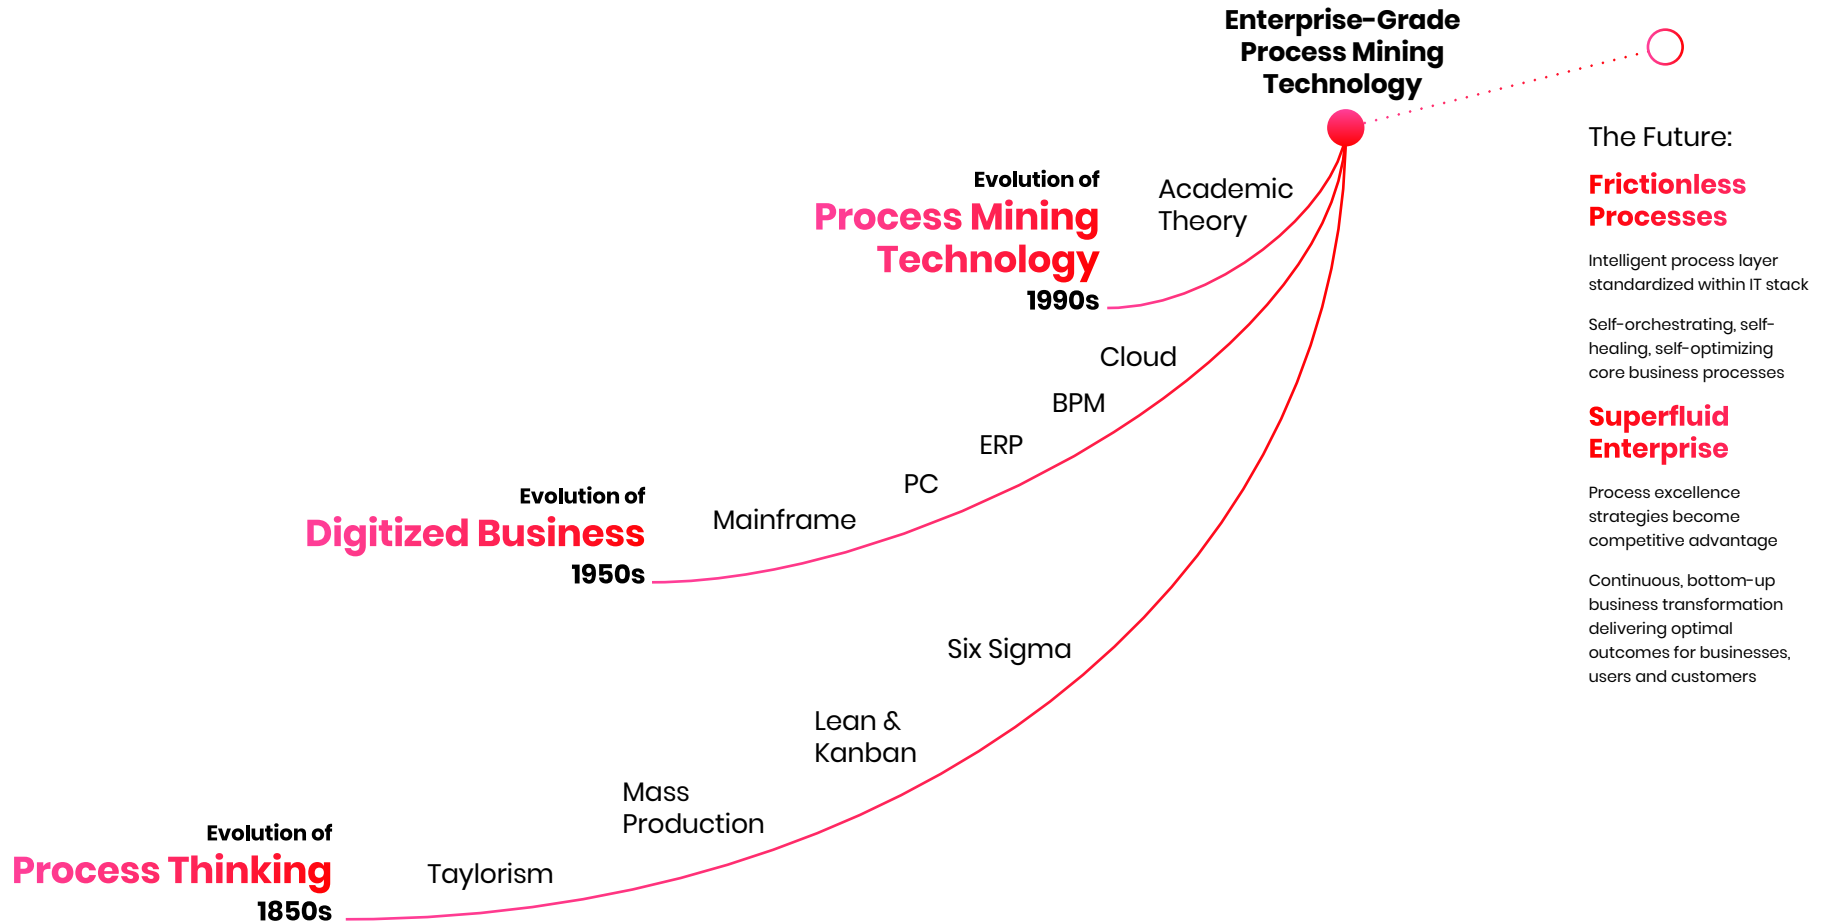 Enterprise-Grade
Process Mining
Technology
Evolution of
Process Mining
Technology
1990s
Academic
Theory
Cloud
BPM
ERP
PC
Mainframe
Evolution of
Digitized Business
1950s
Six Sigma
Lean &
Kanban
Mass
Production
Taylorism
Evolution of
Process Thinking
1850s
The Future:
Frictionless
Processes
Intelligent process layer
standardized within IT stack
Self-orchestrating, self-
healing, self-optimizing
core business processes
Superfluid
Enterprise
Process excellence
strategies become
competitive advantage
Continuous, bottom-up
business transformation
delivering optimal
outcomes for businesses,
users and customers